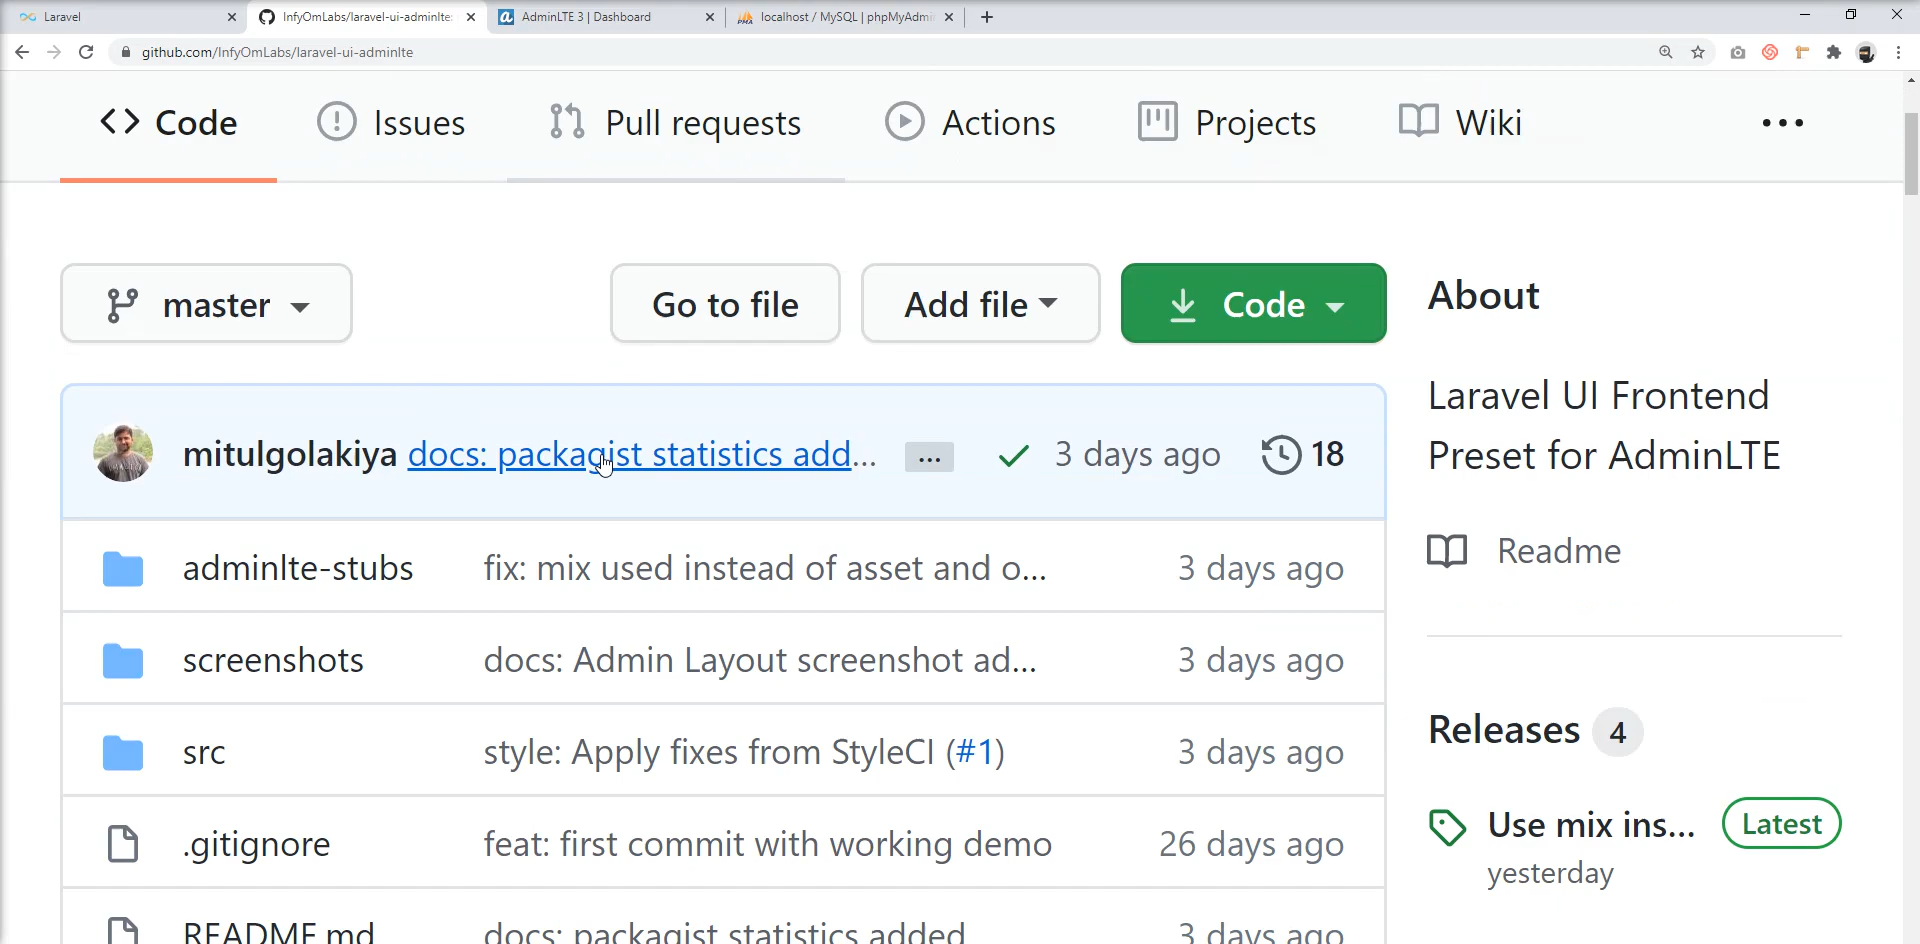 Laravel
InfyOmLabs/laravel-ui-adminlte:
AdminLTE 3 | Dashboard
localhost / MySQL | phpMyAdmi
github.com/InfyOmLabs/laravel-ui-adminlte
Code
Issues
Pull requests
Actions
Projects
Wiki
master
Go to file
Add file
Code
About
Laravel UI Frontend
Preset for AdminLTE
mitulgolakiya docs: packagist statistics add... ... 3 days ago 18
adminlte-stubs fix: mix used instead of asset and o... 3 days ago
Readme
screenshots docs: Admin Layout screenshot ad... 3 days ago
src style: Apply fixes from StyleCI (#1) 3 days ago
Releases 4
.gitignore feat: first commit with working demo 26 days ago
Use mix ins... Latest
yesterday
README.md docs: packagist statistics added 3 days ago